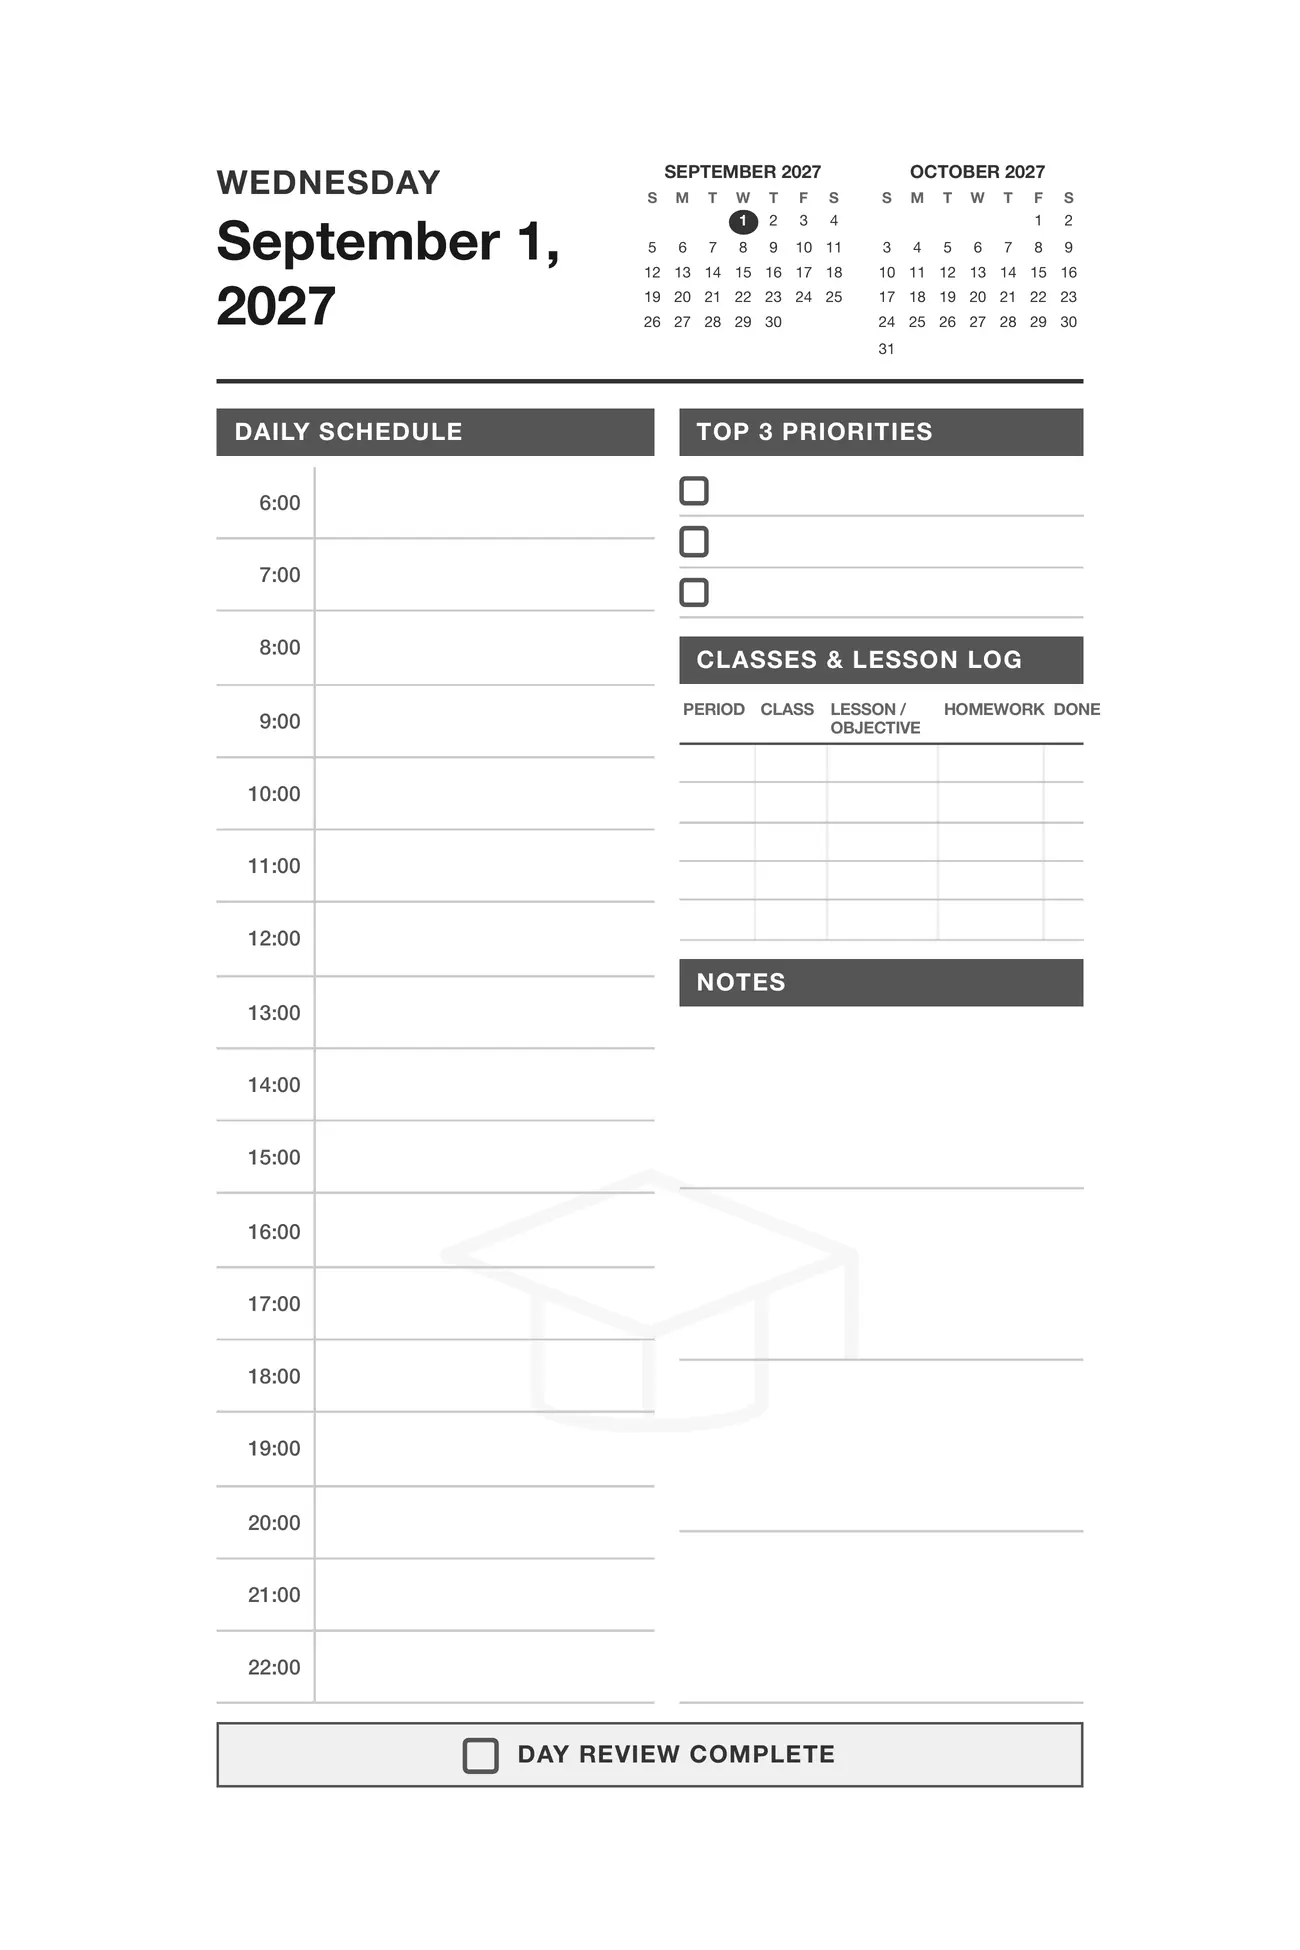 WEDNESDAY
September 1,
2027
SEPTEMBER 2027
S M T W T F S
1 2 3 4
5 6 7 8 9 10 11
12 13 14 15 16 17 18
19 20 21 22 23 24 25
26 27 28 29 30
OCTOBER 2027
S M T W T F S
1 2
3 4 5 6 7 8 9
10 11 12 13 14 15 16
17 18 19 20 21 22 23
24 25 26 27 28 29 30
31
DAILY SCHEDULE
6:00
7:00
8:00
9:00
10:00
11:00
12:00
13:00
14:00
15:00
16:00
17:00
18:00
19:00
20:00
21:00
22:00
TOP 3 PRIORITIES
CLASSES & LESSON LOG
PERIOD CLASS LESSON / HOMEWORK DONE
OBJECTIVE
NOTES
DAY REVIEW COMPLETE